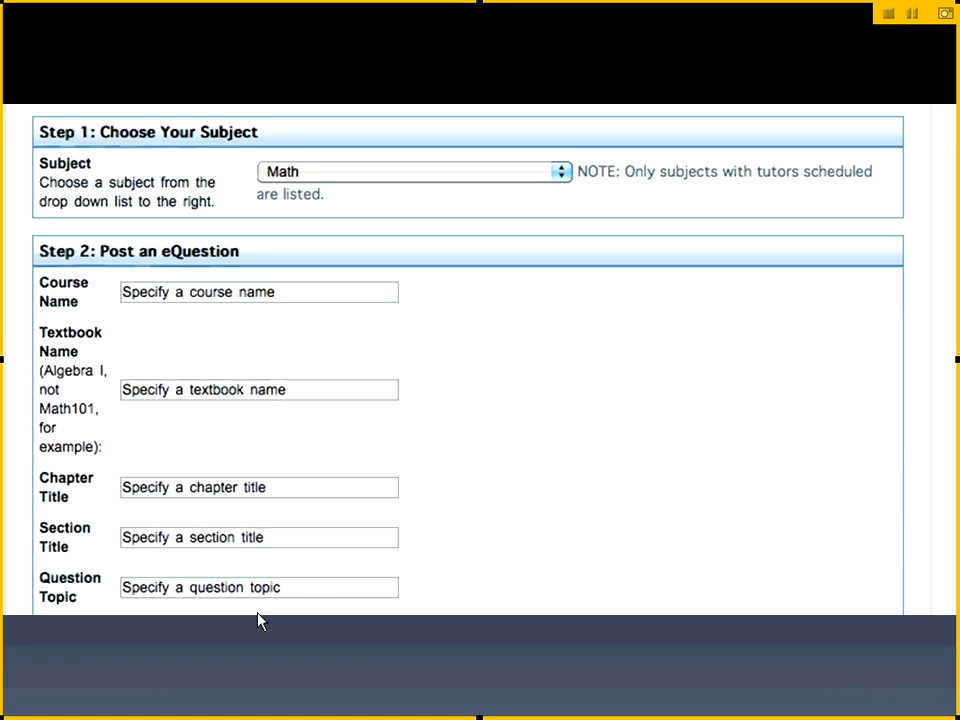 Step 1: Choose Your Subject
Subject
Choose a subject from the
drop down list to the right.
Math
NOTE: Only subjects with tutors scheduled
are listed.
Step 2: Post an eQuestion
Course
Name
Specify a course name
Textbook
Name
(Algebra I,
not
Math101,
for
example):
Specify a textbook name
Chapter
Title
Specify a chapter title
Section
Title
Specify a section title
Question
Topic
Specify a question topic